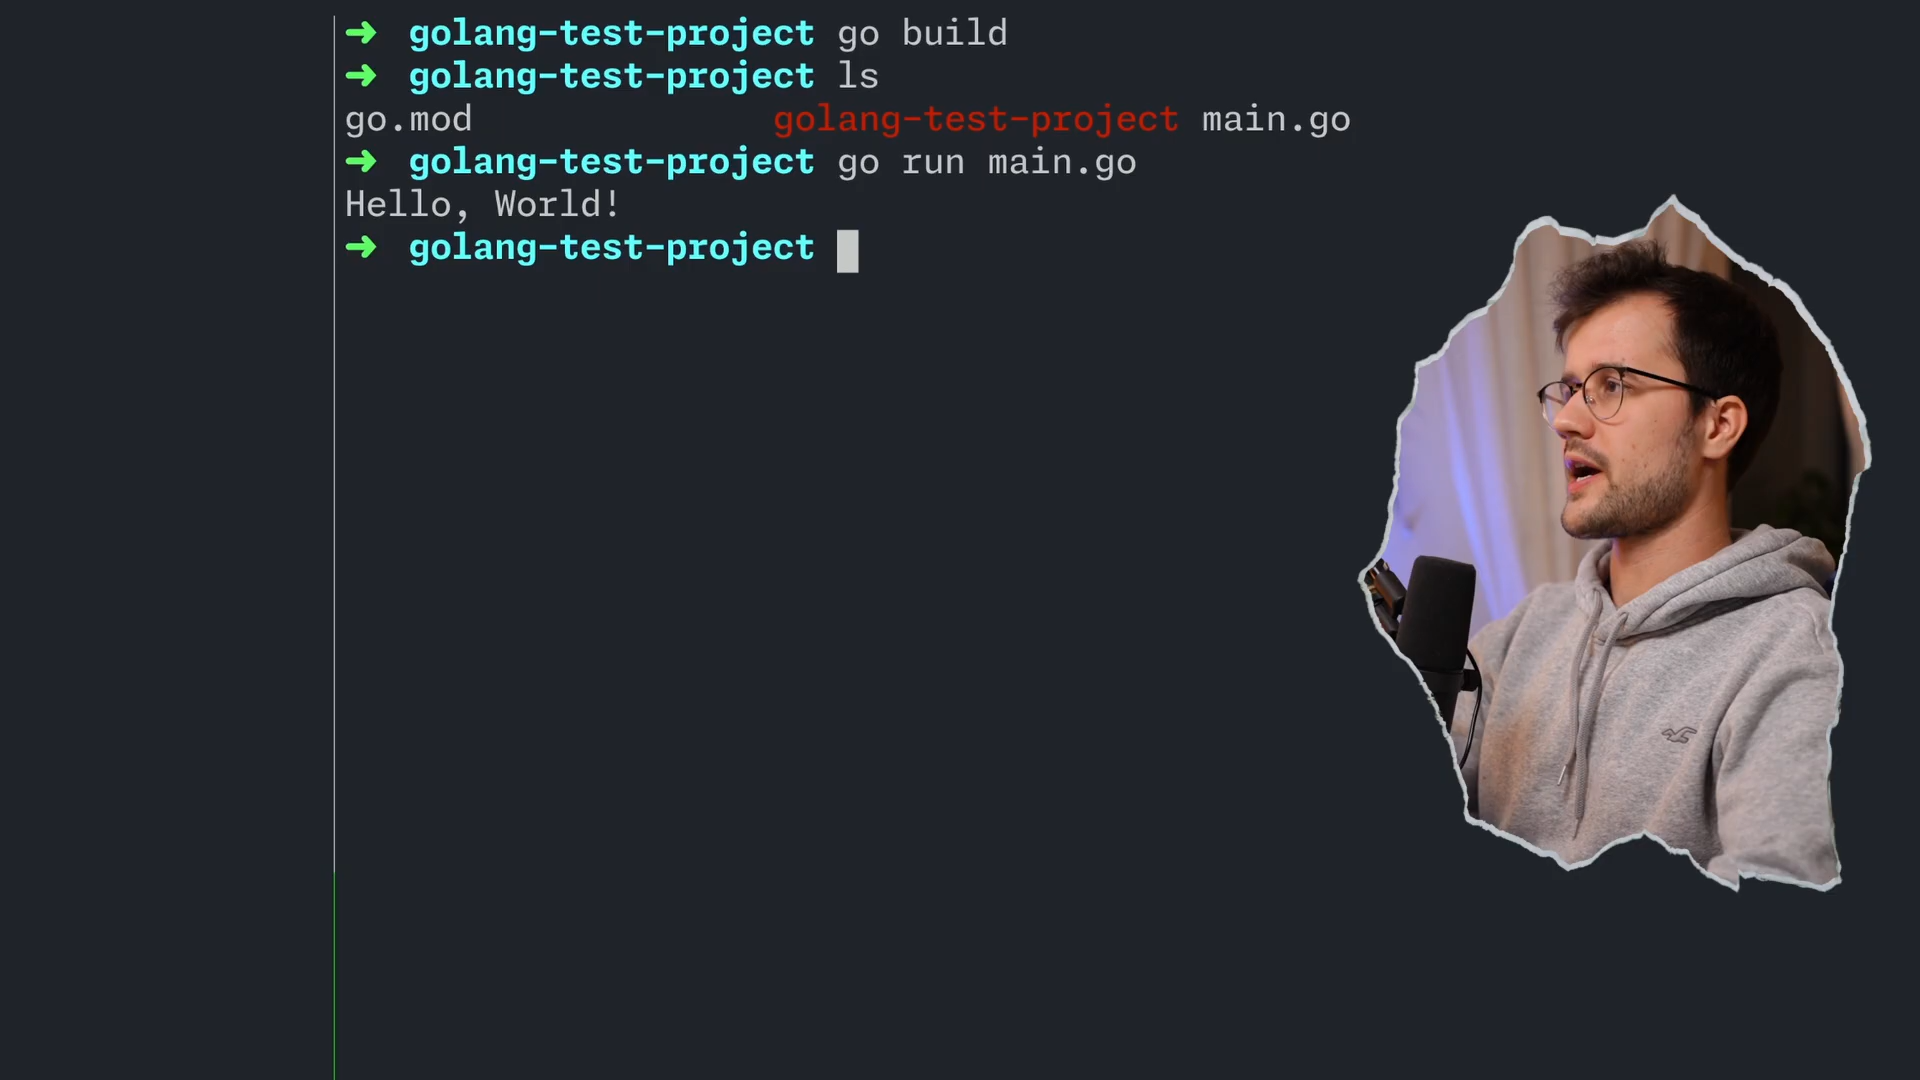 ➜ golang-test-project go build
➜ golang-test-project ls
go.mod golang-test-project main.go
➜ golang-test-project go run main.go
Hello, World!
➜ golang-test-project